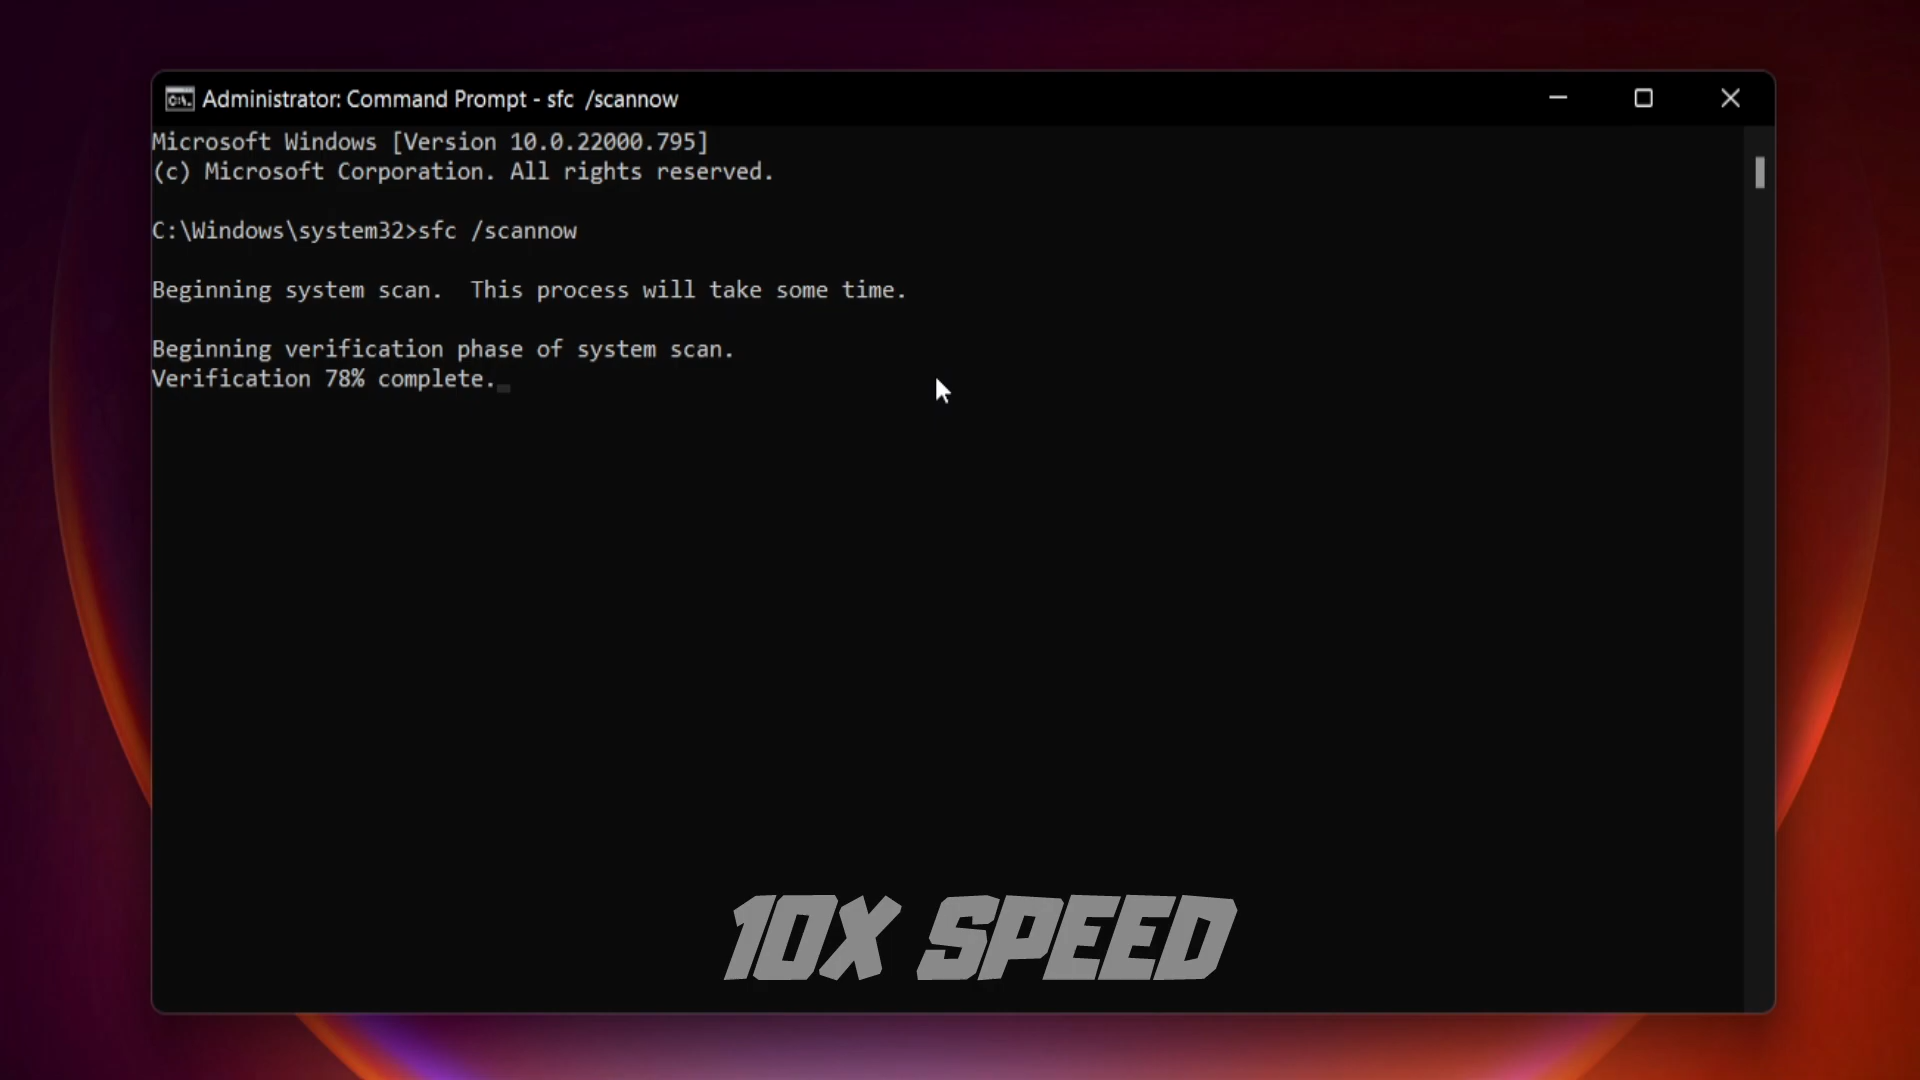 Administrator: Command Prompt - sfc  /scannow
Microsoft Windows [Version 10.0.22000.795]
(c) Microsoft Corporation. All rights reserved.
C:\Windows\system32>sfc /scannow
Beginning system scan.  This process will take some time.
Beginning verification phase of system scan.
Verification 78% complete.
10X SPEED